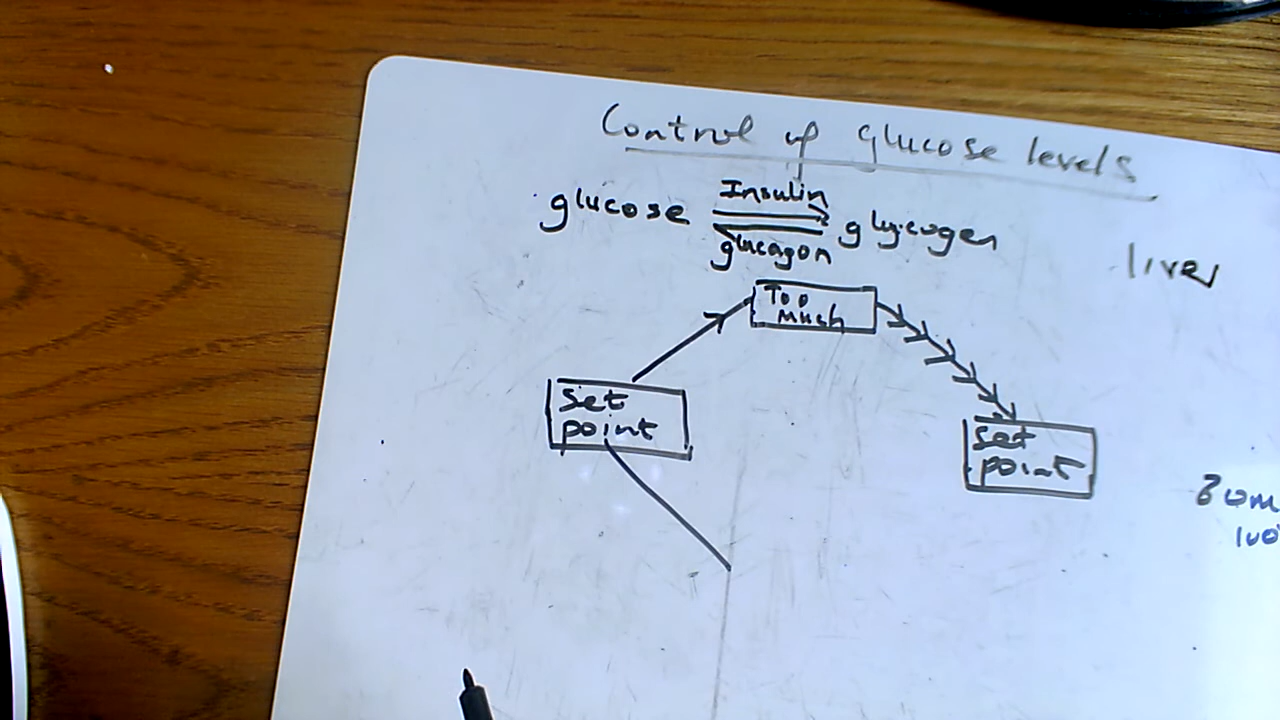 Control of glucose levels
Insulin
glucose glycogen
glucagon
liver
Too
Much
Set
point
Set
point